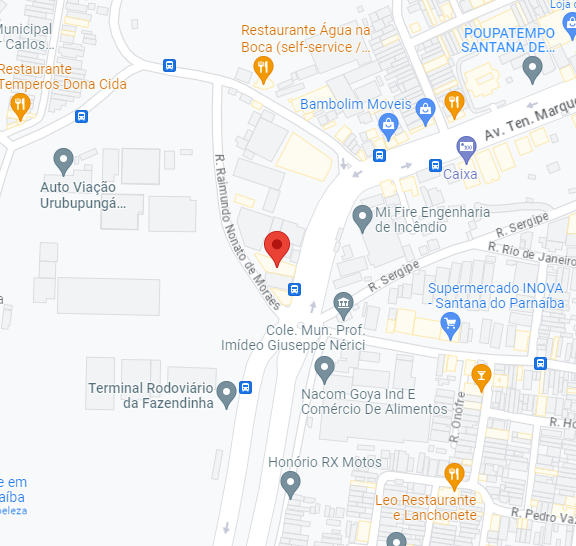 Loja d
Municipal
r Carlos...
Restaurante Água na
Boca (self-service /...
POUPATEMPO
SANTANA DE...
Restaurante
Temperos Dona Cida
Bambolim Moveis
Av. Ten. Marque
Caixa
Auto Viação
Urubupungá...
R. Raimundo Nonato de Moraes
Mi Fire Engenharia
de Incêndio
R. Sergipe
R. Rio de Janeiro
R. Sergipe
Supermercado INOVA
- Santana do Parnaíba
Cole. Mun. Prof.
Imídeo Giuseppe Nérici
Terminal Rodoviário
da Fazendinha
Nacom Goya Ind E
Comércio De Alimentos
R. Onofre
R. Ho
Honório RX Motos
e em
aíba
beleza
Leo Restaurante
e Lanchonete
R. Pedro Vaz